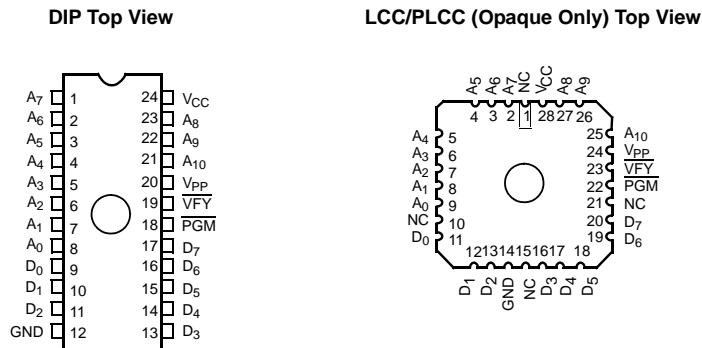 DIP Top View
A7 1 24 VCC
A6 2 23 A8
A5 3 22 A9
A4 4 21 A10
A3 5 20 VPP
A2 6 19 VFY
A1 7 18 PGM
A0 8 17 D7
D0 9 16 D6
D1 10 15 D5
D2 11 14 D4
GND 12 13 D3
LCC/PLCC (Opaque Only) Top View
A5 A6 A7 NC VCC A8 A9
4 3 2 1 28 27 26
A4 5 25 A10
A3 6 24 VPP
A2 7 23 VFY
A1 8 22 PGM
A0 9 21 NC
NC 10 20 D7
D0 11 19 D6
12 13 14 15 16 17 18
D1 D2 GND NC D3 D4 D5